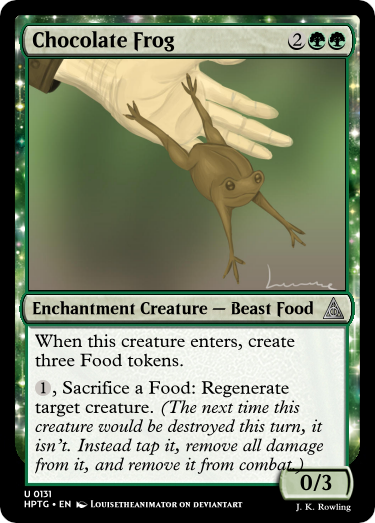 Chocolate Frog 2
Enchantment Creature — Beast Food
When this creature enters, create
three Food tokens.
1, Sacrifice a Food: Regenerate
target creature. (The next time this
creature would be destroyed this turn, it
isn't. Instead tap it, remove all damage
from it, and remove it from combat.)
0/3
U 0131
HPTG • EN Louisetheanimator on deviantart
J. K. Rowling